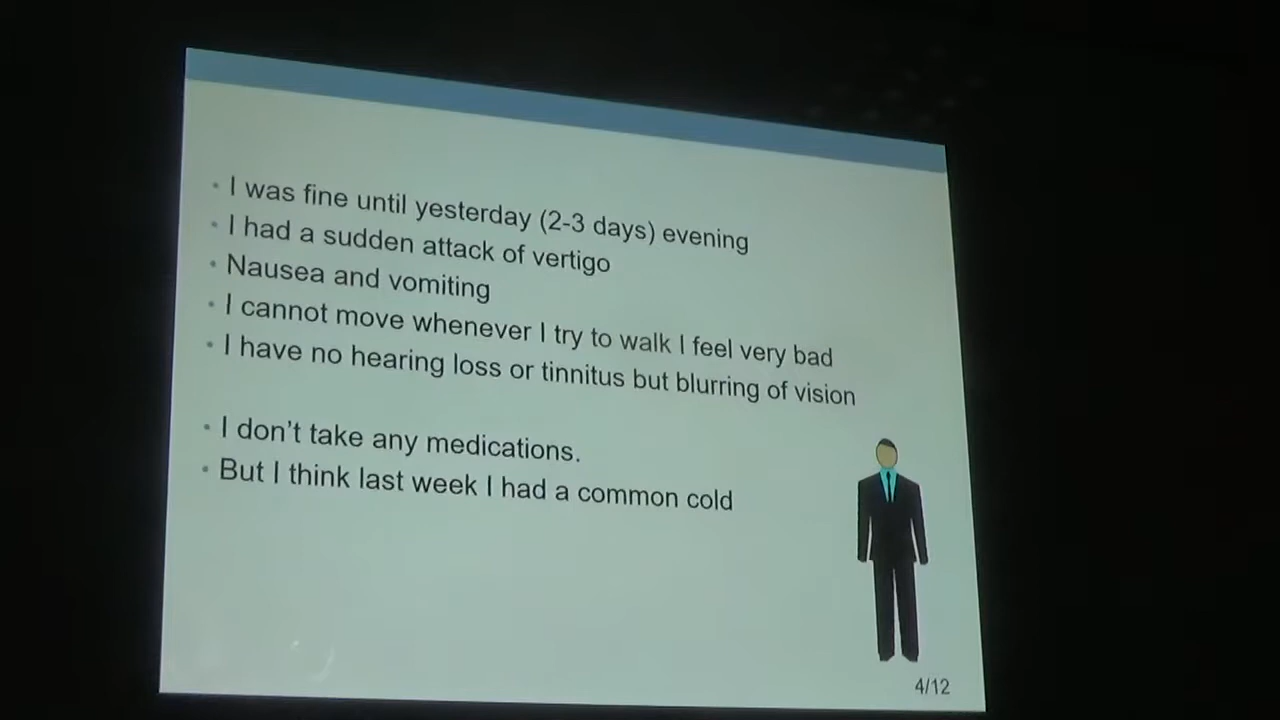 • I was fine until yesterday (2-3 days) evening
• I had a sudden attack of vertigo
• Nausea and vomiting
• I cannot move whenever I try to walk I feel very bad
• I have no hearing loss or tinnitus but blurring of vision
• I don't take any medications.
• But I think last week I had a common cold
4/12